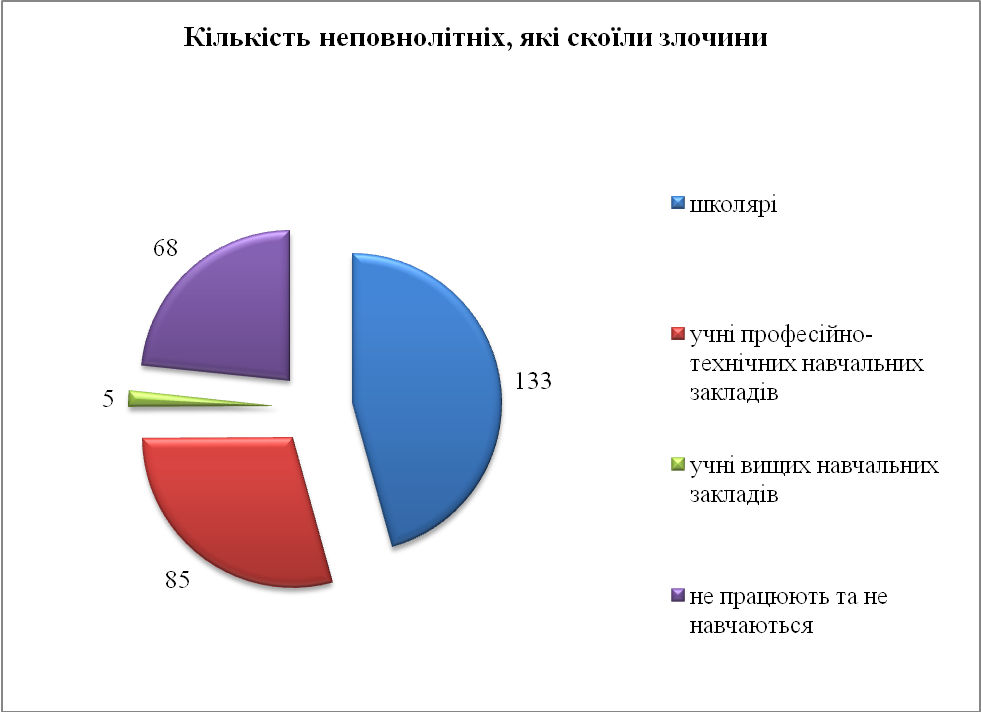 Кількість неповнолітніх, які скоїли злочини
школярі
68
133
учні професійно-
технічних навчальних
закладів
5
учні вищих навчальних
закладів
85
не працюють та не
навчаються